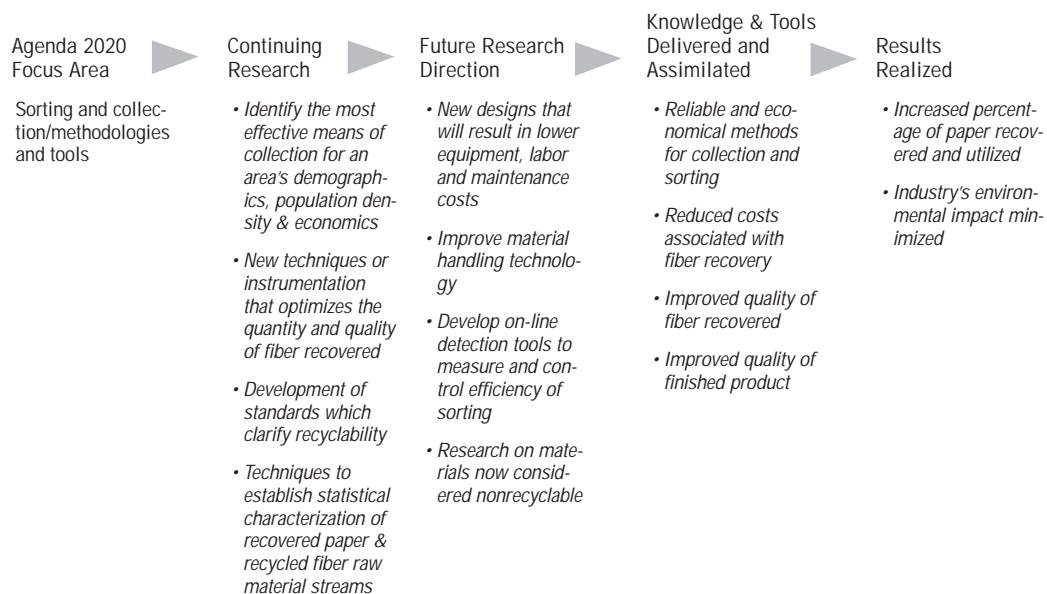 Agenda 2020
Focus Area
Sorting and collec-
tion/methodologies
and tools
Continuing
Research
• Identify the most
effective means of
collection for an
area's demograph-
ics, population den-
sity & economics
• New techniques or
instrumentation
that optimizes the
quantity and quality
of fiber recovered
• Development of
standards which
clarify recyclability
• Techniques to
establish statistical
characterization of
recovered paper &
recycled fiber raw
material streams
Future Research
Direction
• New designs that
will result in lower
equipment, labor
and maintenance
costs
• Improve material
handling technolo-
gy
• Develop on-line
detection tools to
measure and con-
trol efficiency of
sorting
• Research on mate-
rials now consid-
ered nonrecyclable
Knowledge & Tools
Delivered and
Assimilated
• Reliable and eco-
nomical methods
for collection and
sorting
• Reduced costs
associated with
fiber recovery
• Improved quality of
fiber recovered
• Improved quality of
finished product
Results
Realized
• Increased percent-
age of paper recov-
ered and utilized
• Industry's environ-
mental impact min-
imized